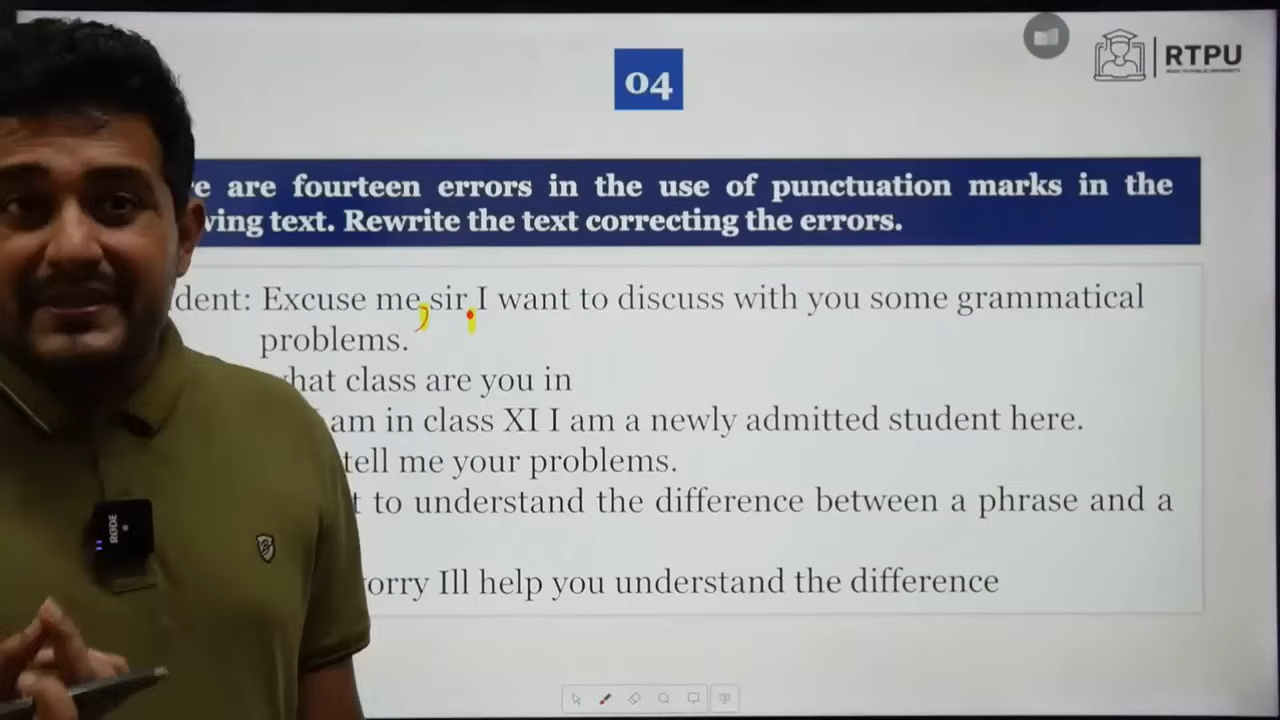 04
RTPU
are fourteen errors in the use of punctuation marks in the
text. Rewrite the text correcting the errors.
dent: Excuse me, sir. I want to discuss with you some grammatical
problems.
hat class are you in
am in class XI I am a newly admitted student here.
tell me your problems.
t to understand the difference between a phrase and a
orry Ill help you understand the difference
RØDE